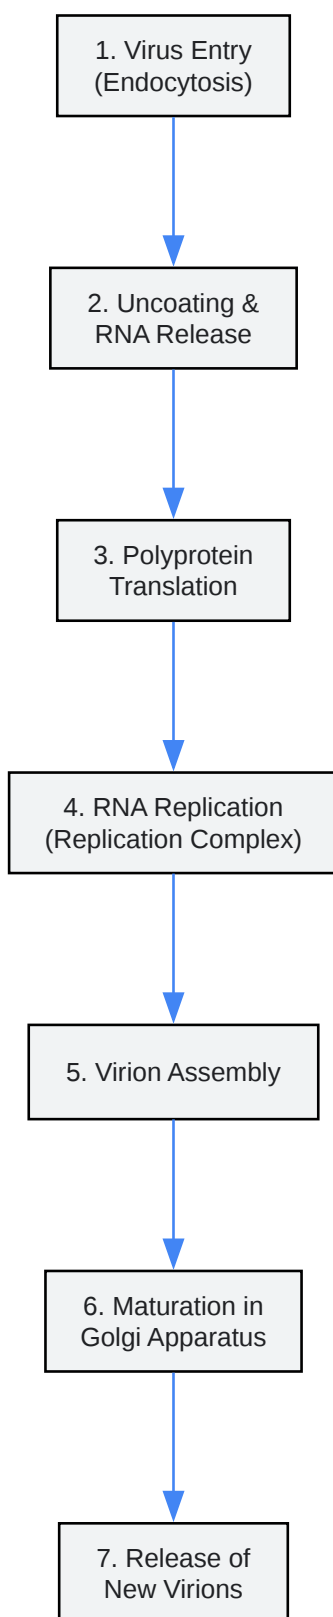 1. Virus Entry
(Endocytosis)
2. Uncoating &
RNA Release
3. Polyprotein
Translation
4. RNA Replication
(Replication Complex)
5. Virion Assembly
6. Maturation in
Golgi Apparatus
7. Release of
New Virions